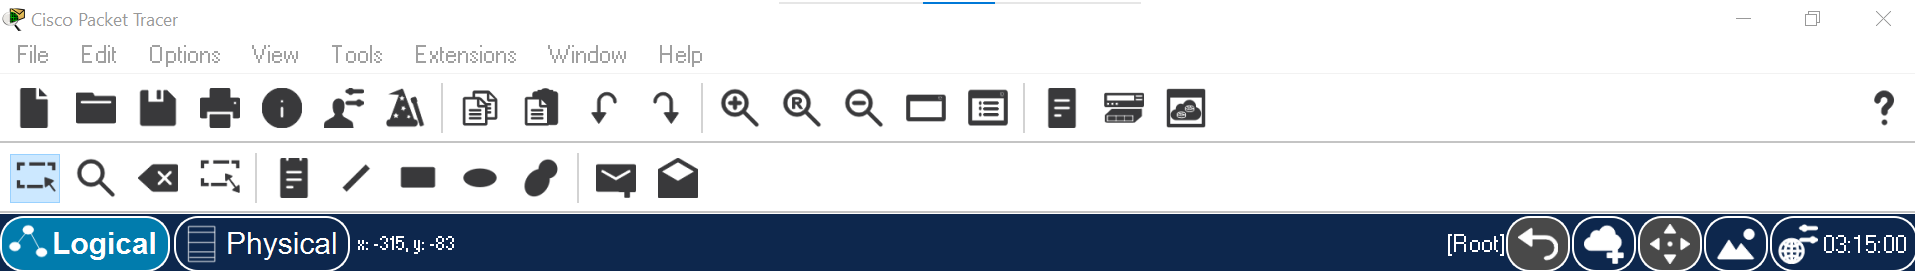 Cisco Packet Tracer
File Edit Options View Tools Extensions Window Help
R
?
Logical Physical x: -315, y: -83 [Root] 03:15:00